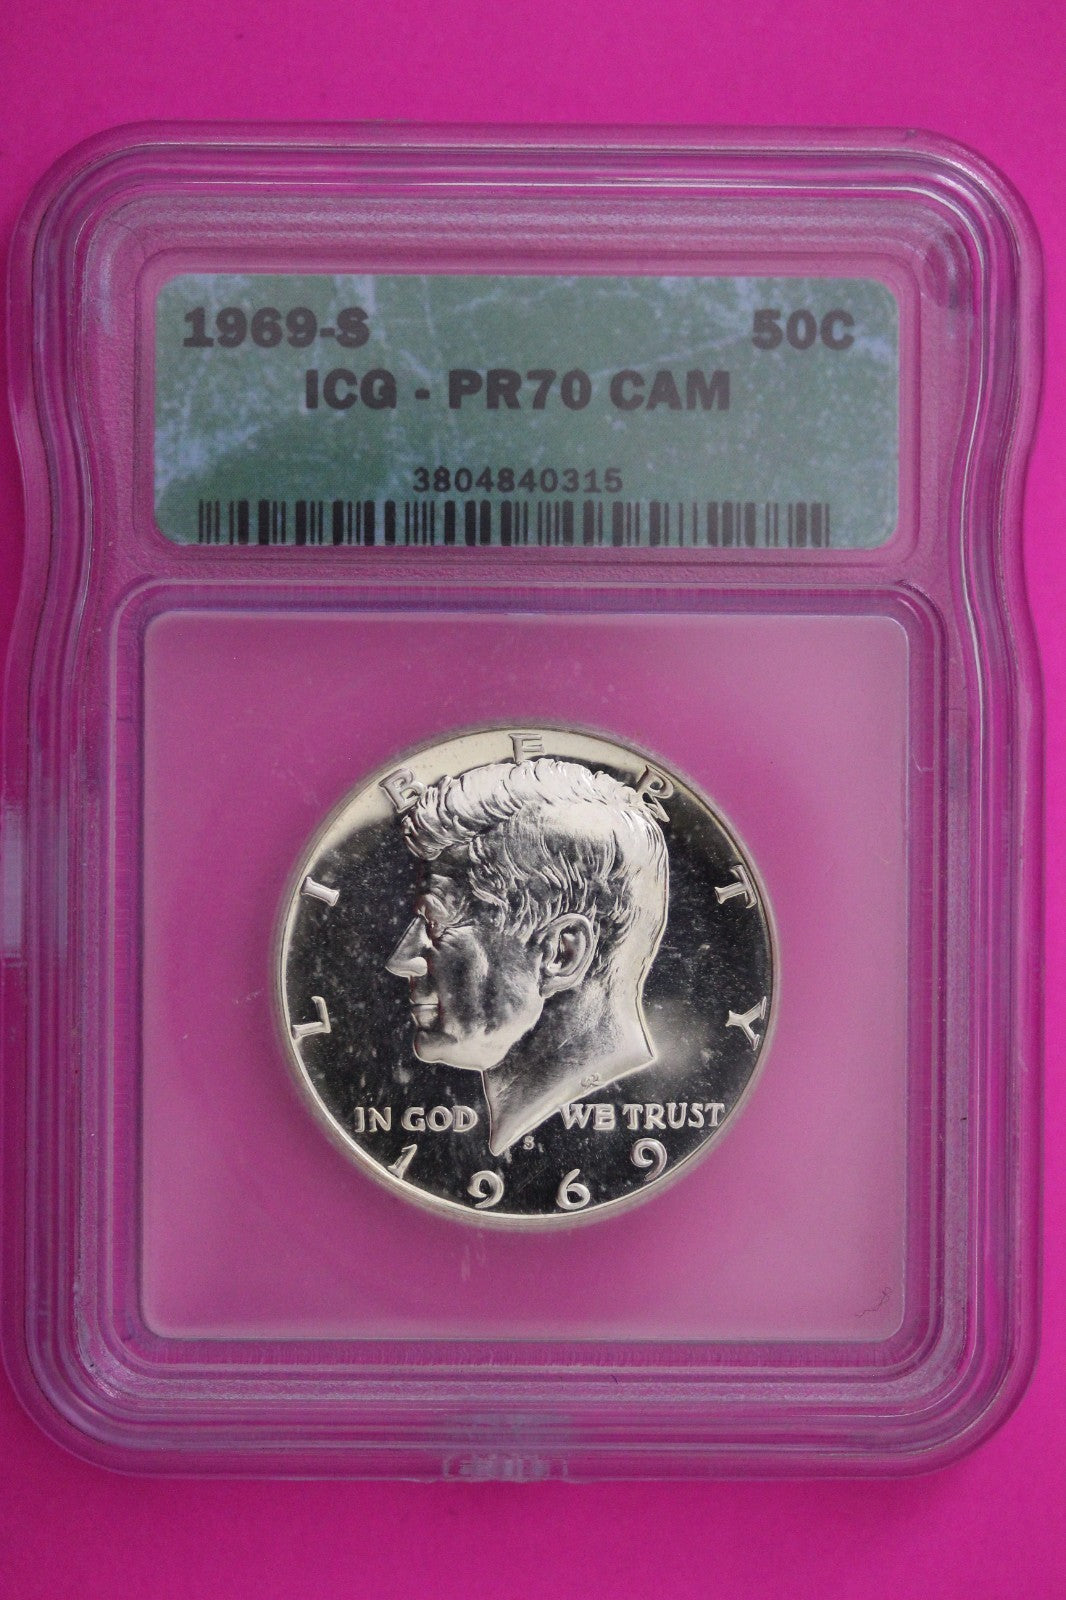 1969-S 50C
ICG - PR70 CAM
3804840315
LIBERTY
IN GOD WE TRUST
S
1969